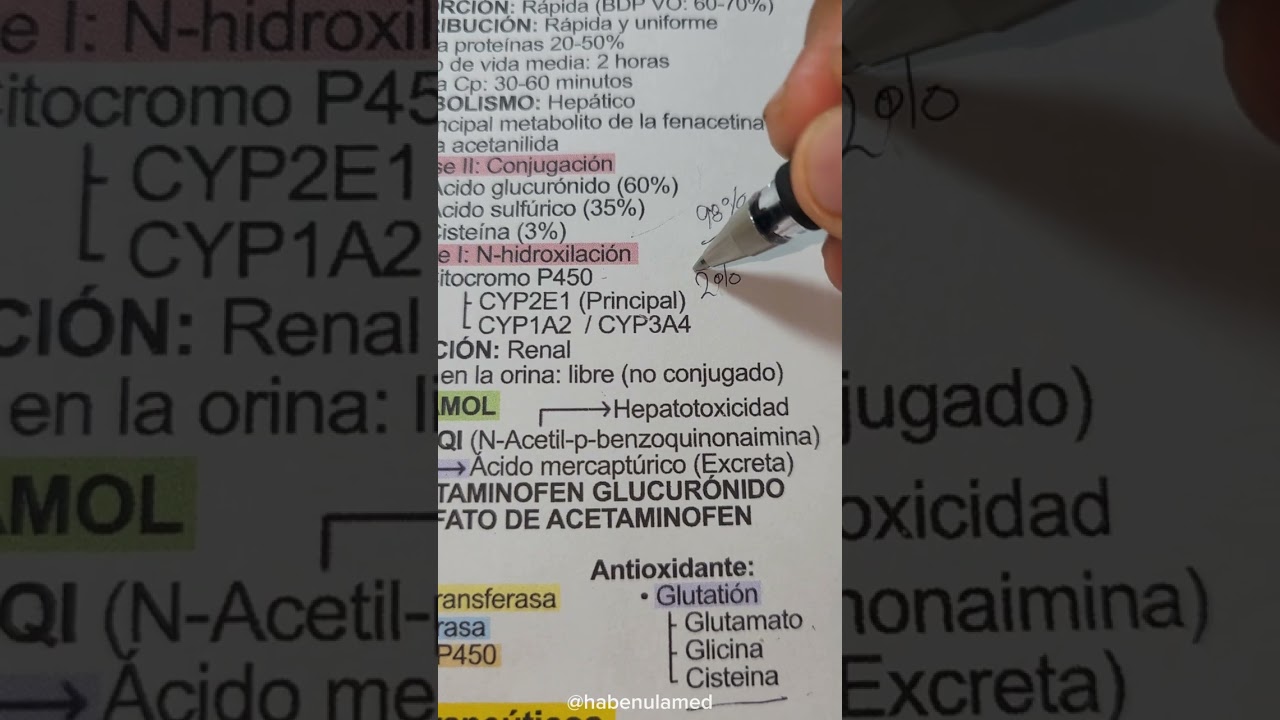 RCIÓN: Rápida (BDP VO: 60-70%)
IBUCIÓN: Rápida y uniforme
a proteínas 20-50%
o de vida media: 2 horas
a Cp: 30-60 minutos
BOLISMO: Hepático
ncipal metabolito de la fenacetina
a acetanilida
se II: Conjugación
Ácido glucurónido (60%)
Ácido sulfúrico (35%)
Cisteína (3%)
98%
e I: N-hidroxilación
itocromo P450
2%
CYP2E1 (Principal)
CYP1A2 / CYP3A4
CIÓN: Renal
en la orina: libre (no conjugado)
MOL
Hepatotoxicidad
QI (N-Acetil-p-benzoquinonaimina)
Ácido mercaptúrico (Excreta)
TAMINOFEN GLUCURÓNIDO
FATO DE ACETAMINOFEN
Antioxidante:
ransferasa
• Glutatión
rasa
Glutamato
P450
Glicina
Cisteina
@habenulamed